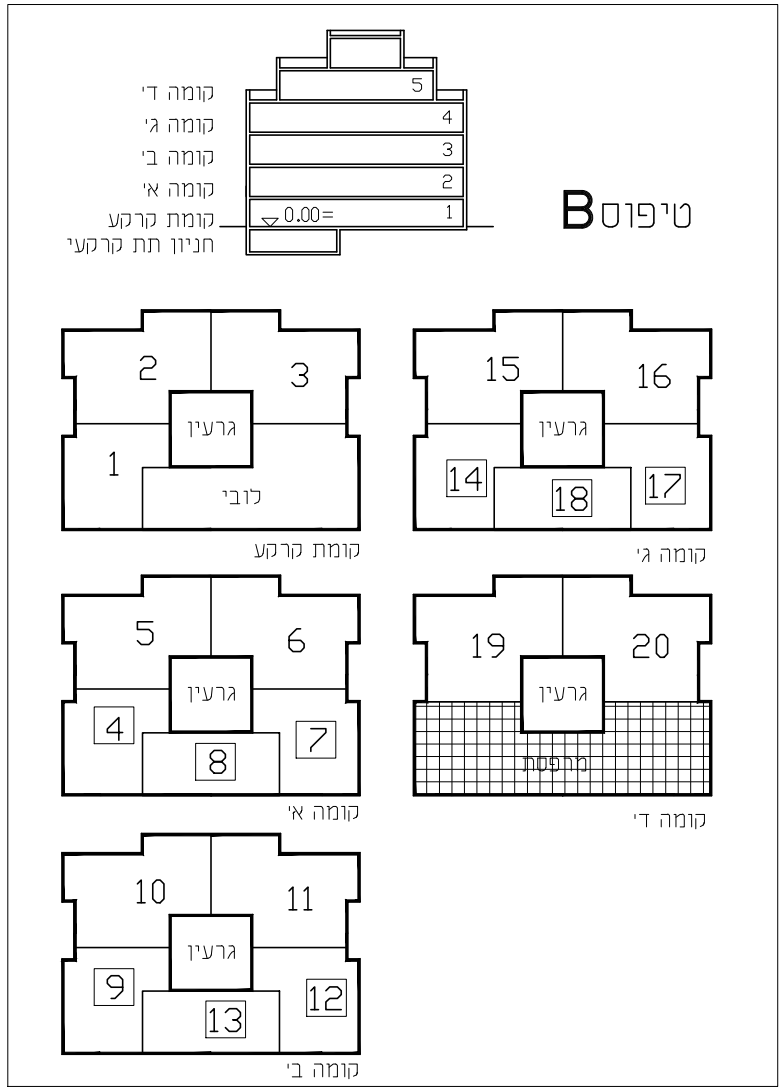 קומה ד' 5
קומה ג' 4
קומה ב' 3
קומה א' 2
קומת קרקע 0.00= 1
חניון תת קרקעי
טיפוס B
2 3
גרעין
1
לובי
קומת קרקע
15 16
גרעין
14 18 17
קומה ג'
5 6
גרעין
4 8 7
קומה א'
19 20
גרעין
מרפסת
קומה ד'
10 11
גרעין
9 13 12
קומה ב'